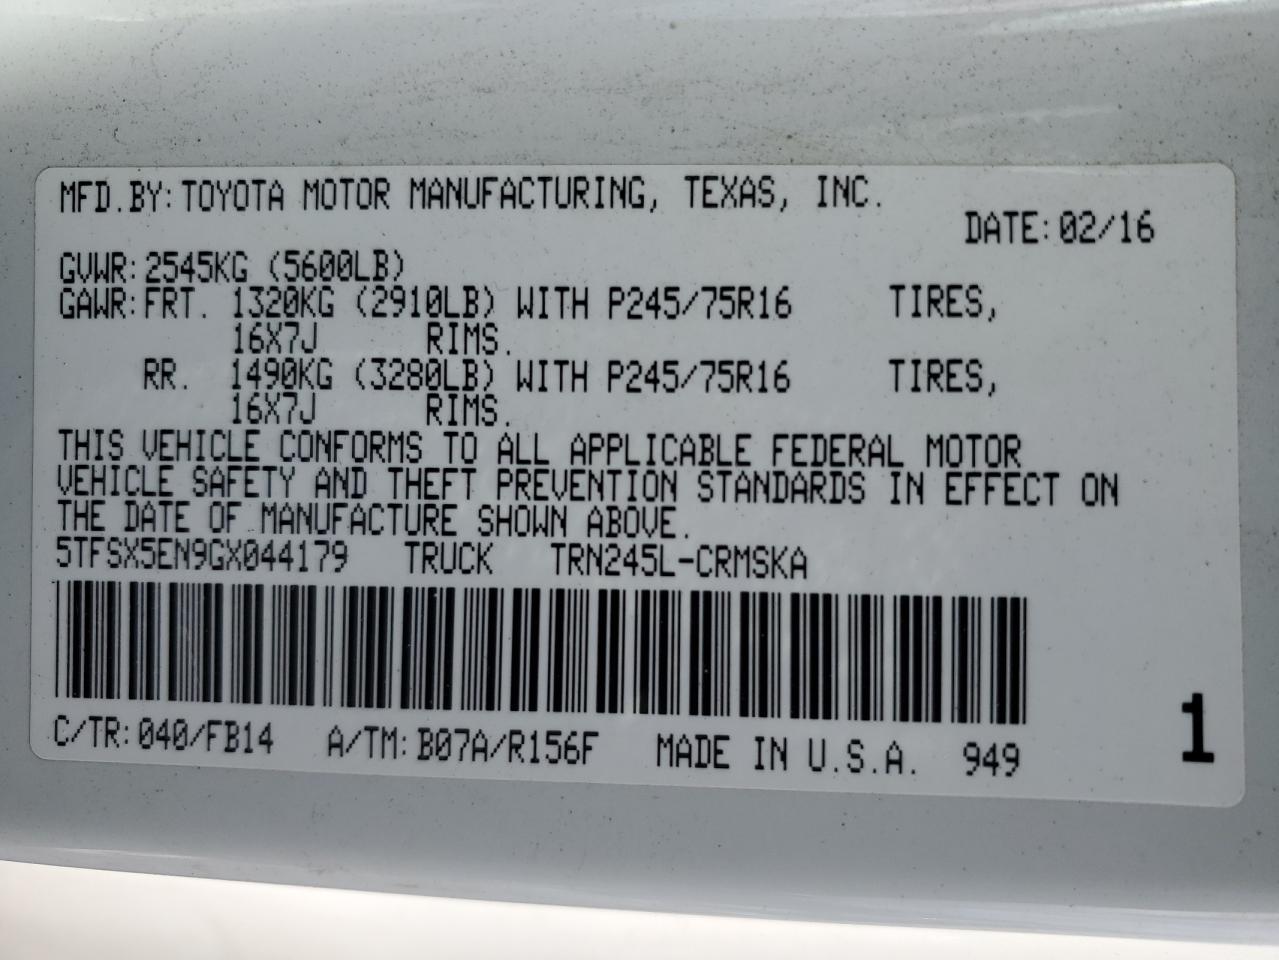 MFD.BY:TOYOTA MOTOR MANUFACTURING, TEXAS, INC.
DATE:02/16
GVWR:2545KG (5600LB)
GAWR:FRT. 1320KG (2910LB) WITH P245/75R16 TIRES,
16X7J RIMS.
RR. 1490KG (3280LB) WITH P245/75R16 TIRES,
16X7J RIMS.
THIS VEHICLE CONFORMS TO ALL APPLICABLE FEDERAL MOTOR
VEHICLE SAFETY AND THEFT PREVENTION STANDARDS IN EFFECT ON
THE DATE OF MANUFACTURE SHOWN ABOVE.
5TFSX5EN9GX044179 TRUCK TRN245L-CRMSKA
C/TR:040/FB14 A/TM:B07A/R156F MADE IN U.S.A. 949
1